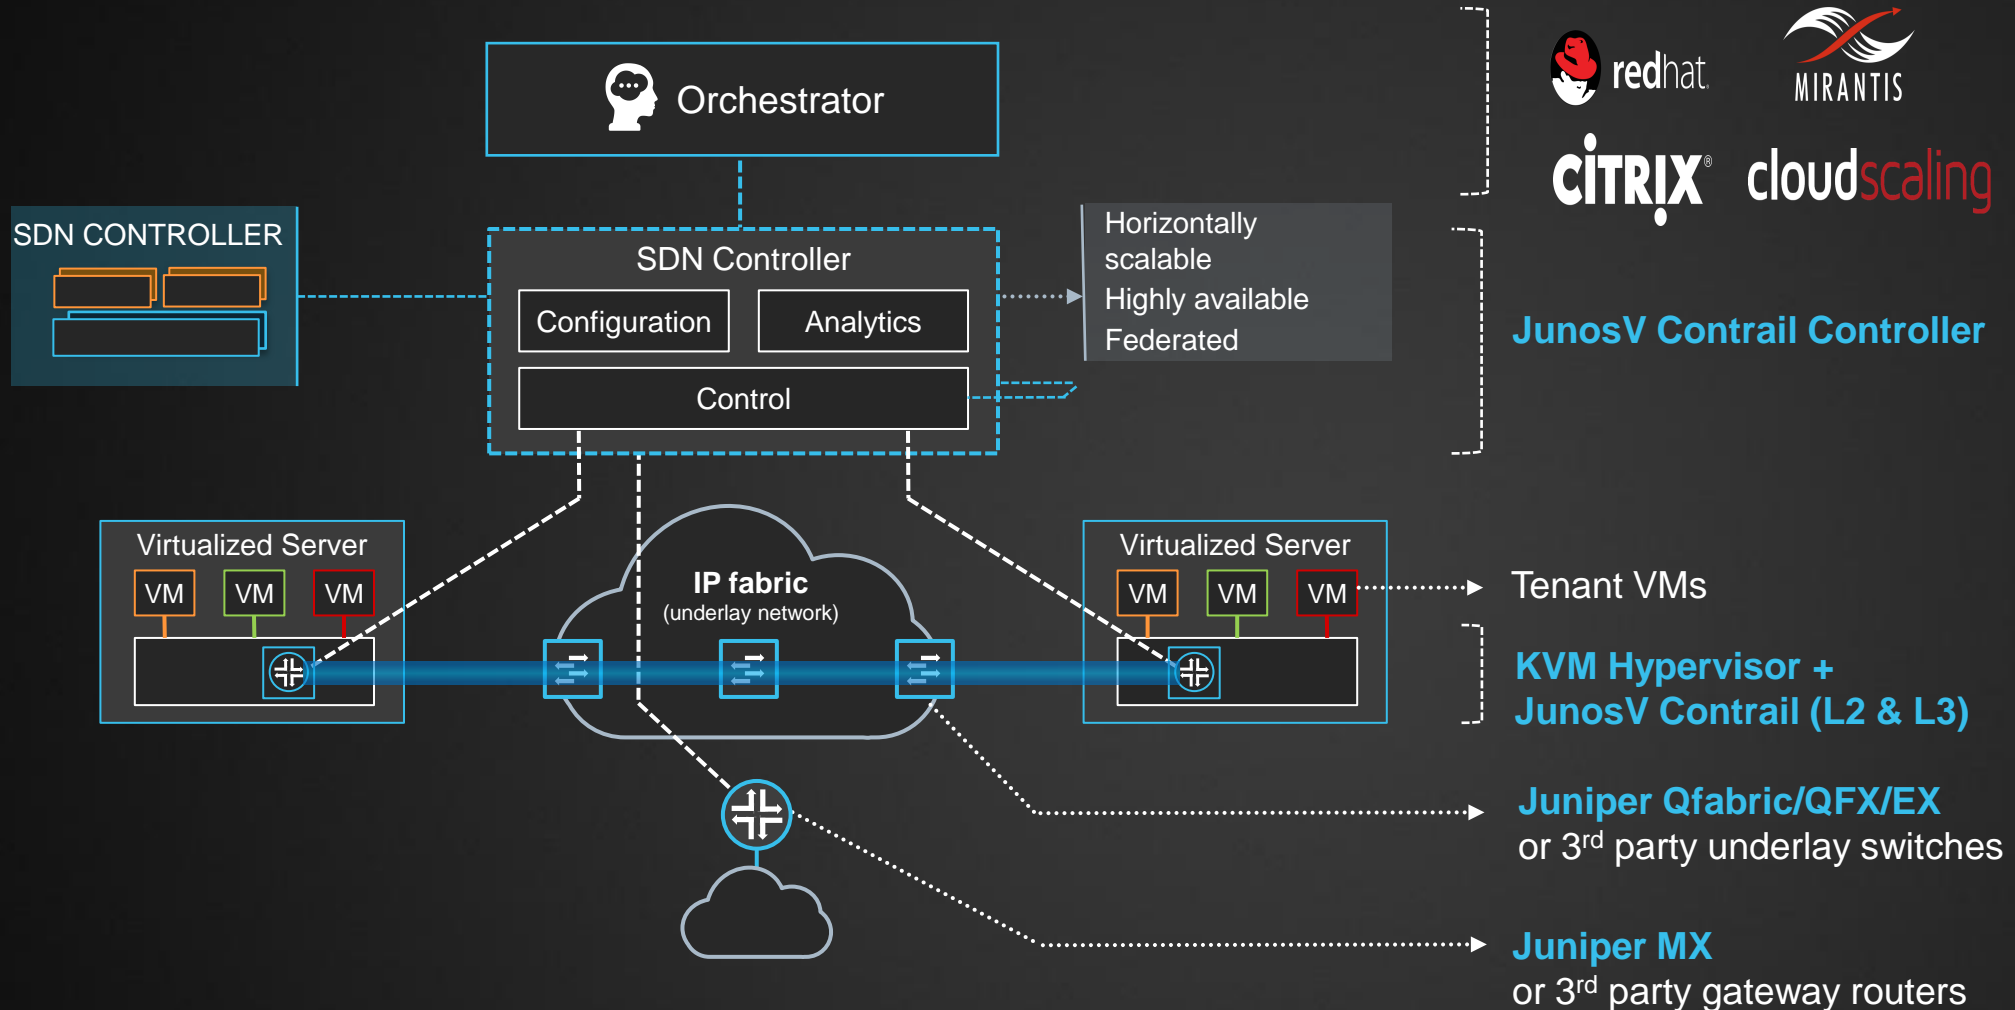 Orchestrator
redhat.
MIRANTIS
CİTRIX®
cloudscaling
SDN CONTROLLER
SDN Controller
Configuration
Analytics
Control
Horizontally
scalable
Highly available
Federated
JunosV Contrail Controller
Virtualized Server
VM
VM
VM
IP fabric
(underlay network)
Virtualized Server
VM
VM
VM
Tenant VMs
KVM Hypervisor +
JunosV Contrail (L2 & L3)
Juniper Qfabric/QFX/EX
or 3rd party underlay switches
Juniper MX
or 3rd party gateway routers